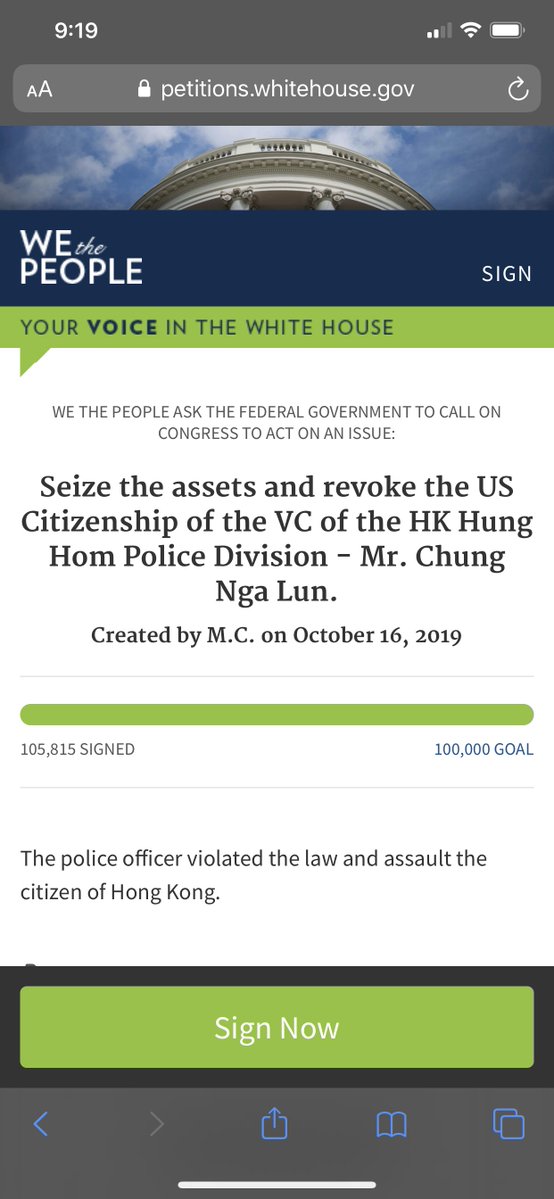 9:19
AA petitions.whitehouse.gov
WE the
PEOPLE
SIGN
YOUR VOICE IN THE WHITE HOUSE
WE THE PEOPLE ASK THE FEDERAL GOVERNMENT TO CALL ON
CONGRESS TO ACT ON AN ISSUE:
Seize the assets and revoke the US
Citizenship of the VC of the HK Hung
Hom Police Division - Mr. Chung
Nga Lun.
Created by M.C. on October 16, 2019
105,815 SIGNED
100,000 GOAL
The police officer violated the law and assault the
citizen of Hong Kong.
Sign Now